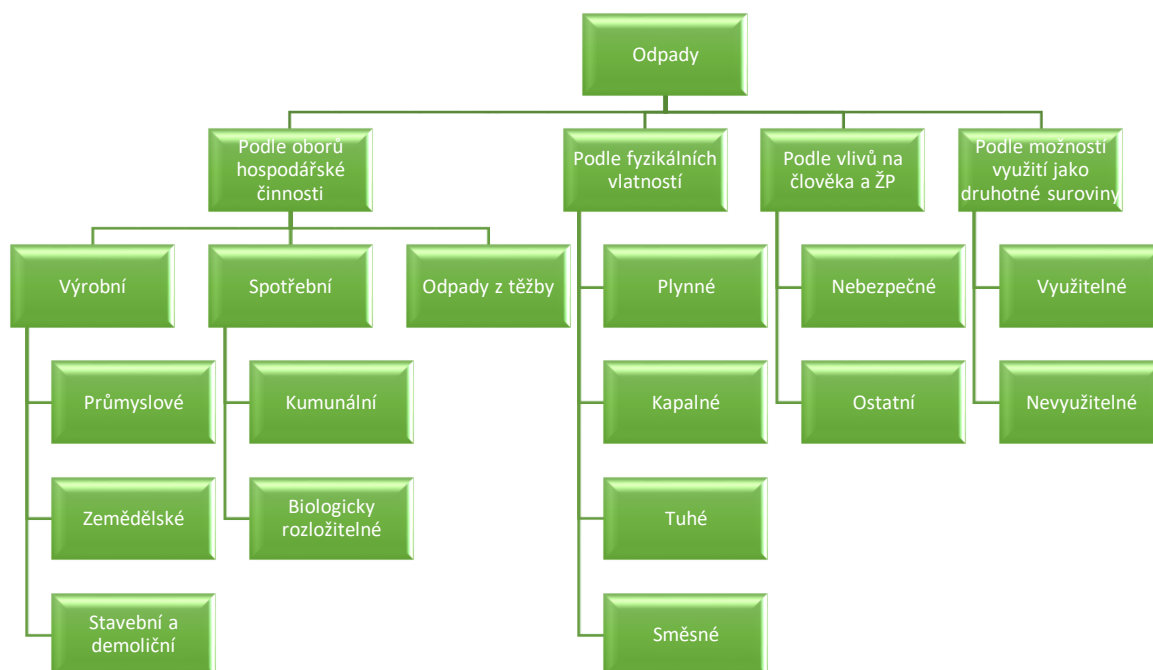 Odpady
Podle oborů
hospodářské
činnosti
Podle fyzikálních
vlatností
Podle vlivů na
člověka a ŽP
Podle možností
využití jako
druhotné suroviny
Výrobní
Spotřební
Odpady z těžby
Plynné
Nebezpečné
Využitelné
Průmyslové
Kumunální
Kapalné
Ostatní
Nevyužitelné
Zemědělské
Biologicky
rozložitelné
Tuhé
Stavební a
demoliční
Směsné